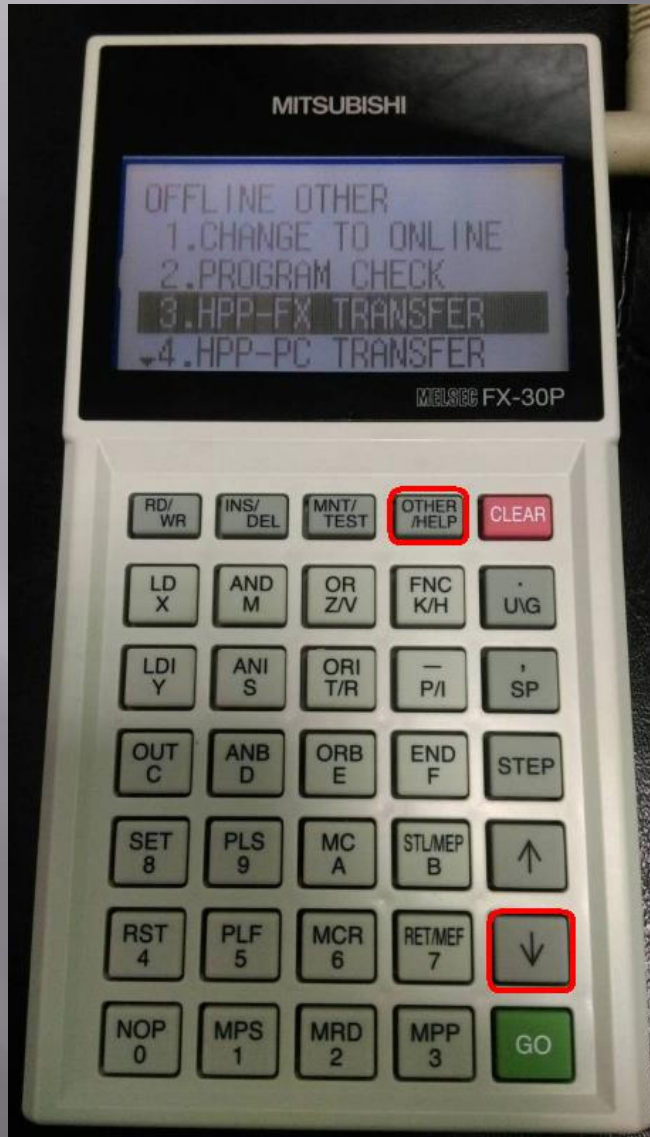 MITSUBISHI
OFFLINE OTHER
1.CHANGE TO ONLINE
2.PROGRAM CHECK
3.HPP-FX TRANSFER
4.HPP-PC TRANSFER
MELSEC FX-30P
RD/ WR INS/ DEL MNT/ TEST OTHER /HELP CLEAR
LD AND OR FNC .
X M Z/V K/H U\G
LDI ANI ORI — ,
Y S T/R P/I SP
OUT ANB ORB END STEP
C D E F
SET PLS MC STL/MEP ↑
8 9 A B
RST PLF MCR RET/MEF ↓
4 5 6 7
NOP MPS MRD MPP GO
0 1 2 3